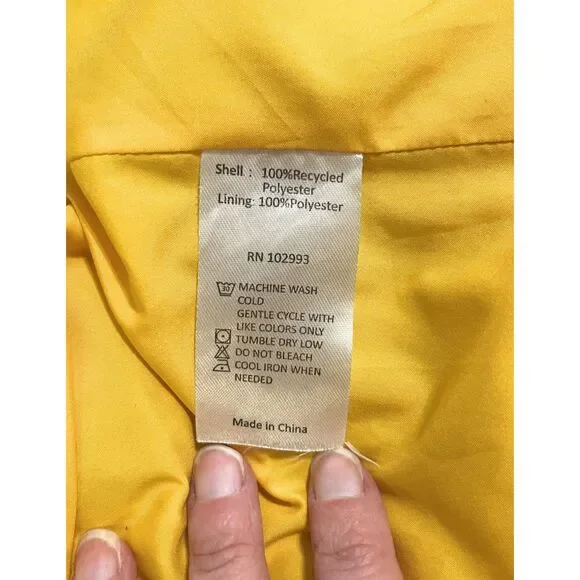 Shell : 100%Recycled
Polyester
Lining: 100%Polyester
RN 102993
30 MACHINE WASH
COLD
GENTLE CYCLE WITH
LIKE COLORS ONLY
TUMBLE DRY LOW
DO NOT BLEACH
COOL IRON WHEN
NEEDED
Made in China